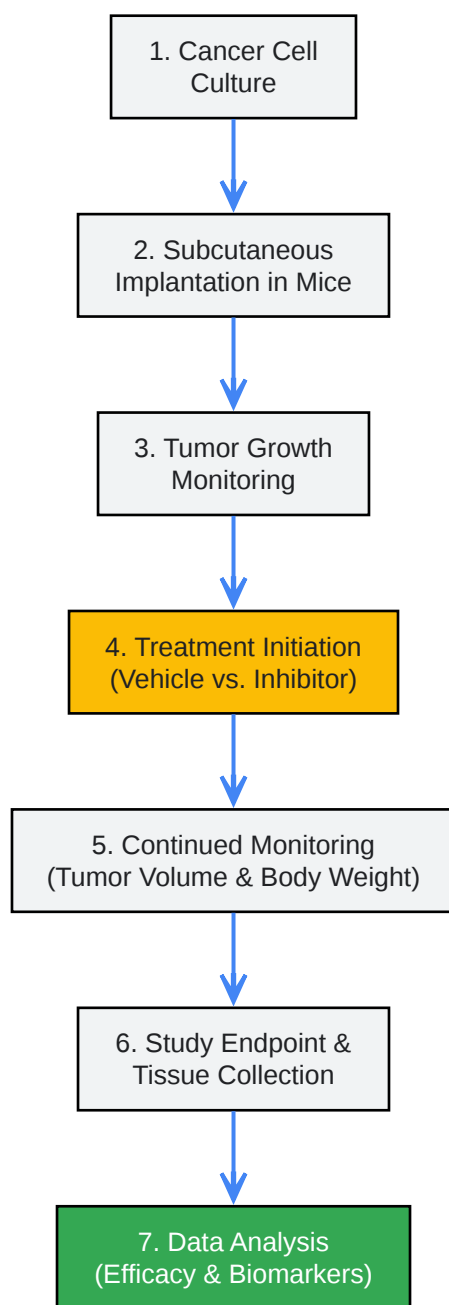 1. Cancer Cell
Culture
2. Subcutaneous
Implantation in Mice
3. Tumor Growth
Monitoring
4. Treatment Initiation
(Vehicle vs. Inhibitor)
5. Continued Monitoring
(Tumor Volume & Body Weight)
6. Study Endpoint &
Tissue Collection
7. Data Analysis
(Efficacy & Biomarkers)